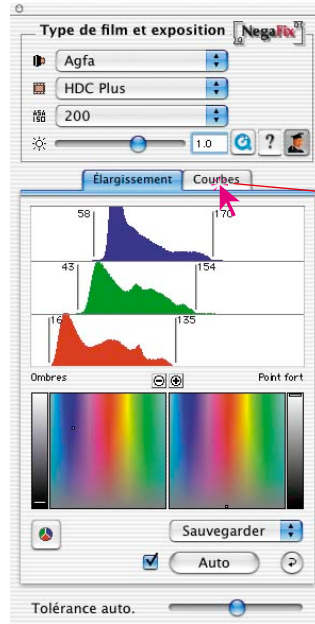 Type de film et exposition NegaFix
Agfa
HDC Plus
ISO 200
1.0 ?
Élargissement Courbes
58 170
43 154
16 135
Ombres Point fort
Sauvegarder
Auto
Tolérance auto.